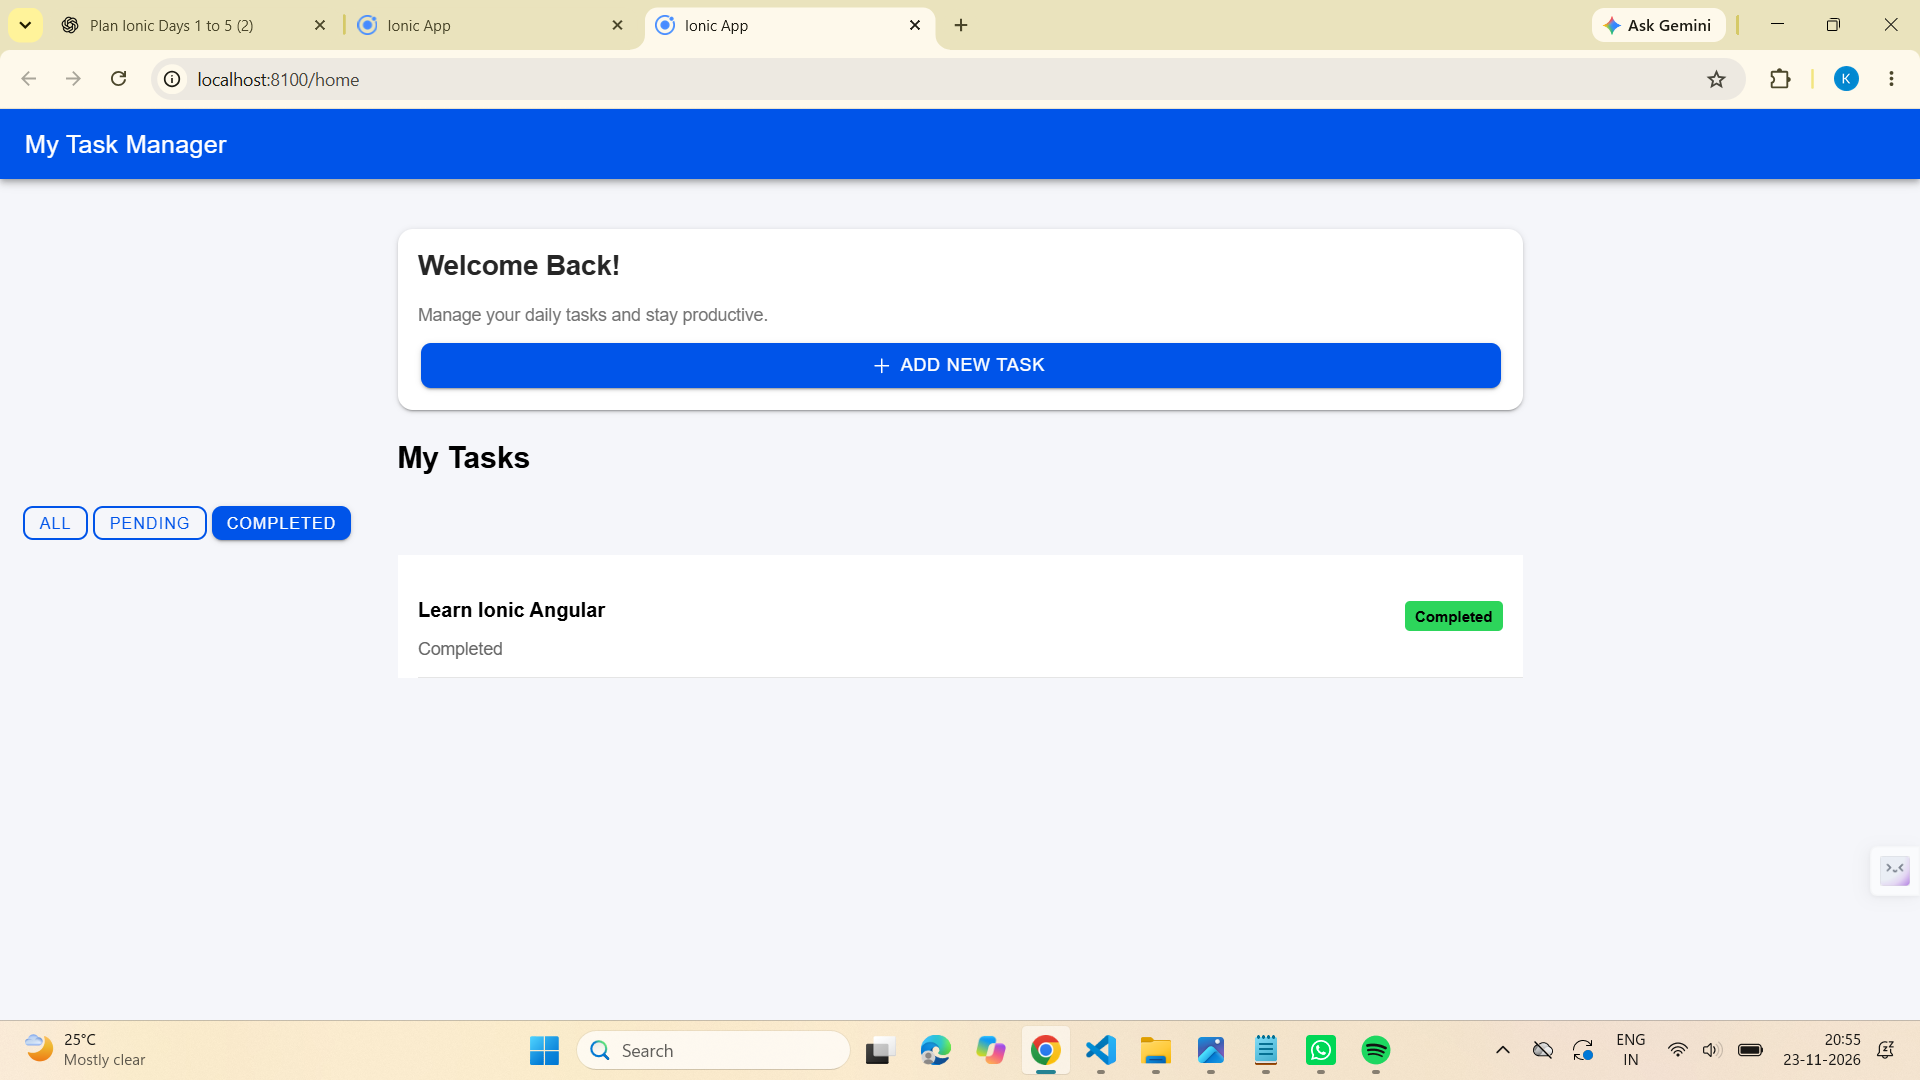 Plan Ionic Days 1 to 5 (2)
Ionic App
Ionic App
Ask Gemini
localhost:8100/home
K
My Task Manager
Welcome Back!
Manage your daily tasks and stay productive.
ADD NEW TASK
My Tasks
ALL
PENDING
COMPLETED
Learn Ionic Angular
Completed
Completed
25°C
Mostly clear
Search
ENG
IN
20:55
23-11-2026